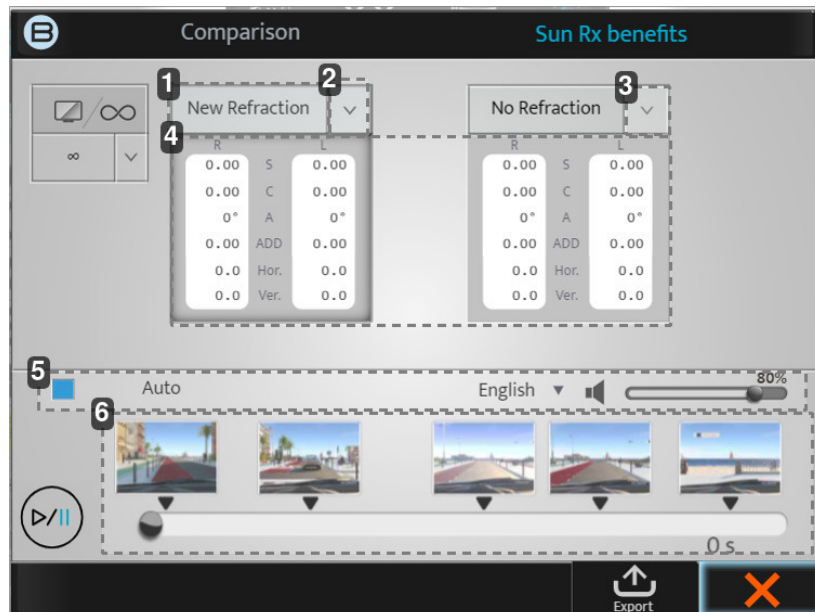 B Comparison Sun Rx benefits
1 2 3
New Refraction No Refraction
/∞
4
∞
R L R L
0.00 S 0.00 0.00 S 0.00
0.00 C 0.00 0.00 C 0.00
0° A 0° 0° A 0°
0.00 ADD 0.00 0.00 ADD 0.00
0.0 Hor. 0.0 0.0 Hor. 0.0
0.0 Ver. 0.0 0.0 Ver. 0.0
5
Auto English 80%
6
0 s
Export